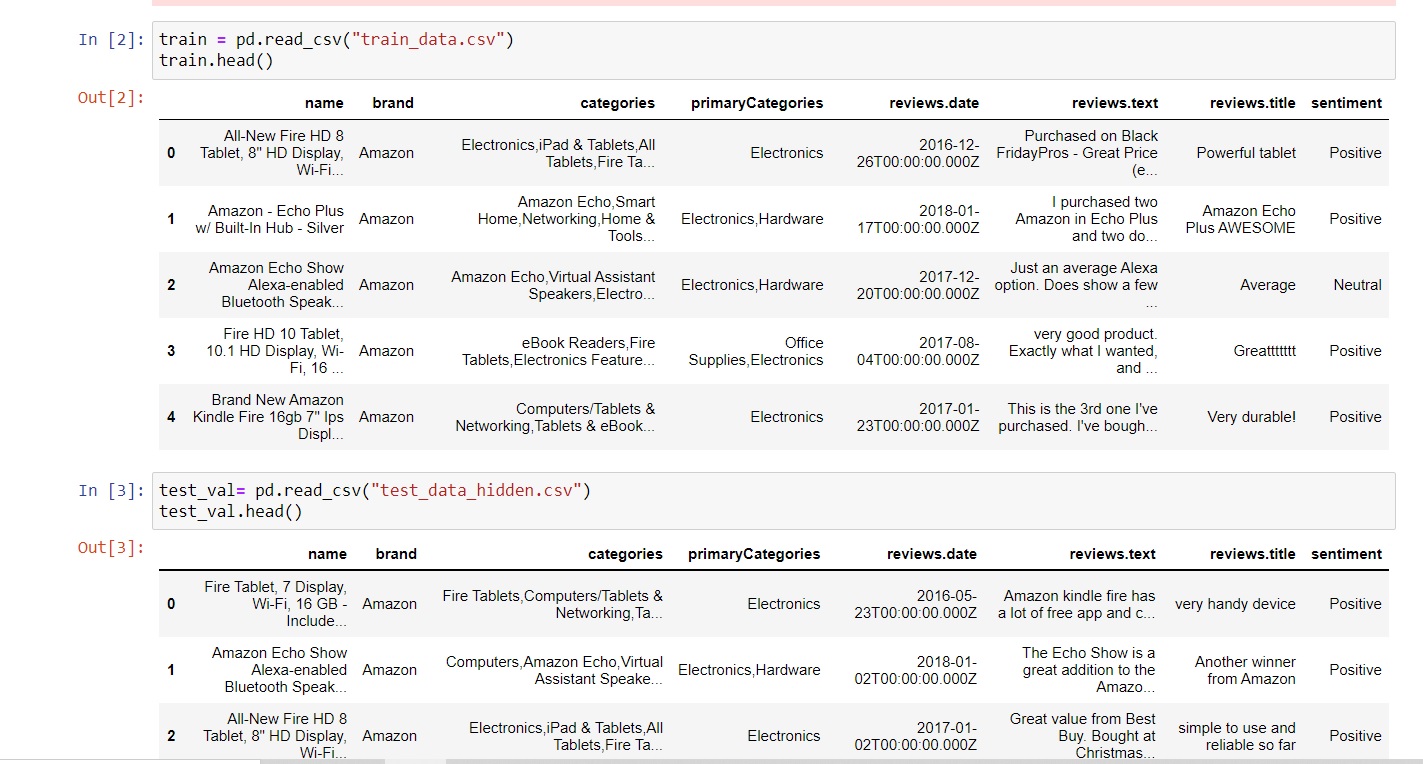 In [2]: train = pd.read_csv("train_data.csv")
train.head()
Out[2]:
name brand categories primaryCategories reviews.date reviews.text reviews.title sentiment
All-New Fire HD 8 Electronics,iPad & Tablets,All 2016-12- Purchased on Black
0 Tablet, 8" HD Display, Amazon Tablets,Fire Ta... Electronics 26T00:00:00.000Z FridayPros - Great Price Powerful tablet Positive
Wi-Fi... (e...
Amazon - Echo Plus Amazon Echo,Smart 2018-01- I purchased two Amazon Echo
1 w/ Built-In Hub - Silver Amazon Home,Networking,Home & Electronics,Hardware 17T00:00:00.000Z Amazon in Echo Plus Plus AWESOME Positive
Tools... and two do...
Amazon Echo Show Amazon Echo,Virtual Assistant 2017-12- Just an average Alexa
2 Alexa-enabled Amazon Speakers,Electro... Electronics,Hardware 20T00:00:00.000Z option. Does show a few Average Neutral
Bluetooth Speak... ...
Fire HD 10 Tablet, eBook Readers,Fire Office 2017-08- very good product.
3 10.1 HD Display, Wi- Amazon Tablets,Electronics Feature... Supplies,Electronics 04T00:00:00.000Z Exactly what I wanted, Greattttttt Positive
Fi, 16 ... and ...
Brand New Amazon Computers/Tablets & 2017-01- This is the 3rd one I've
4 Kindle Fire 16gb 7" Ips Amazon Networking,Tablets & eBook... Electronics 23T00:00:00.000Z purchased. I've bough... Very durable! Positive
Displ...
In [3]: test_val= pd.read_csv("test_data_hidden.csv")
test_val.head()
Out[3]:
name brand categories primaryCategories reviews.date reviews.text reviews.title sentiment
Fire Tablet, 7 Display, Fire Tablets,Computers/Tablets & 2016-05- Amazon kindle fire has
0 Wi-Fi, 16 GB - Amazon Networking,Ta... Electronics 23T00:00:00.000Z a lot of free app and c... very handy device Positive
Include...
Amazon Echo Show Computers,Amazon Echo,Virtual 2018-01- The Echo Show is a Another winner
1 Alexa-enabled Amazon Assistant Speake... Electronics,Hardware 02T00:00:00.000Z great addition to the from Amazon Positive
Bluetooth Speak... Amazo...
All-New Fire HD 8 Electronics,iPad & Tablets,All 2017-01- Great value from Best simple to use and
2 Tablet, 8" HD Display, Amazon Tablets,Fire Ta... Electronics 02T00:00:00.000Z Buy. Bought at reliable so far Positive
Wi-Fi... Christmas...